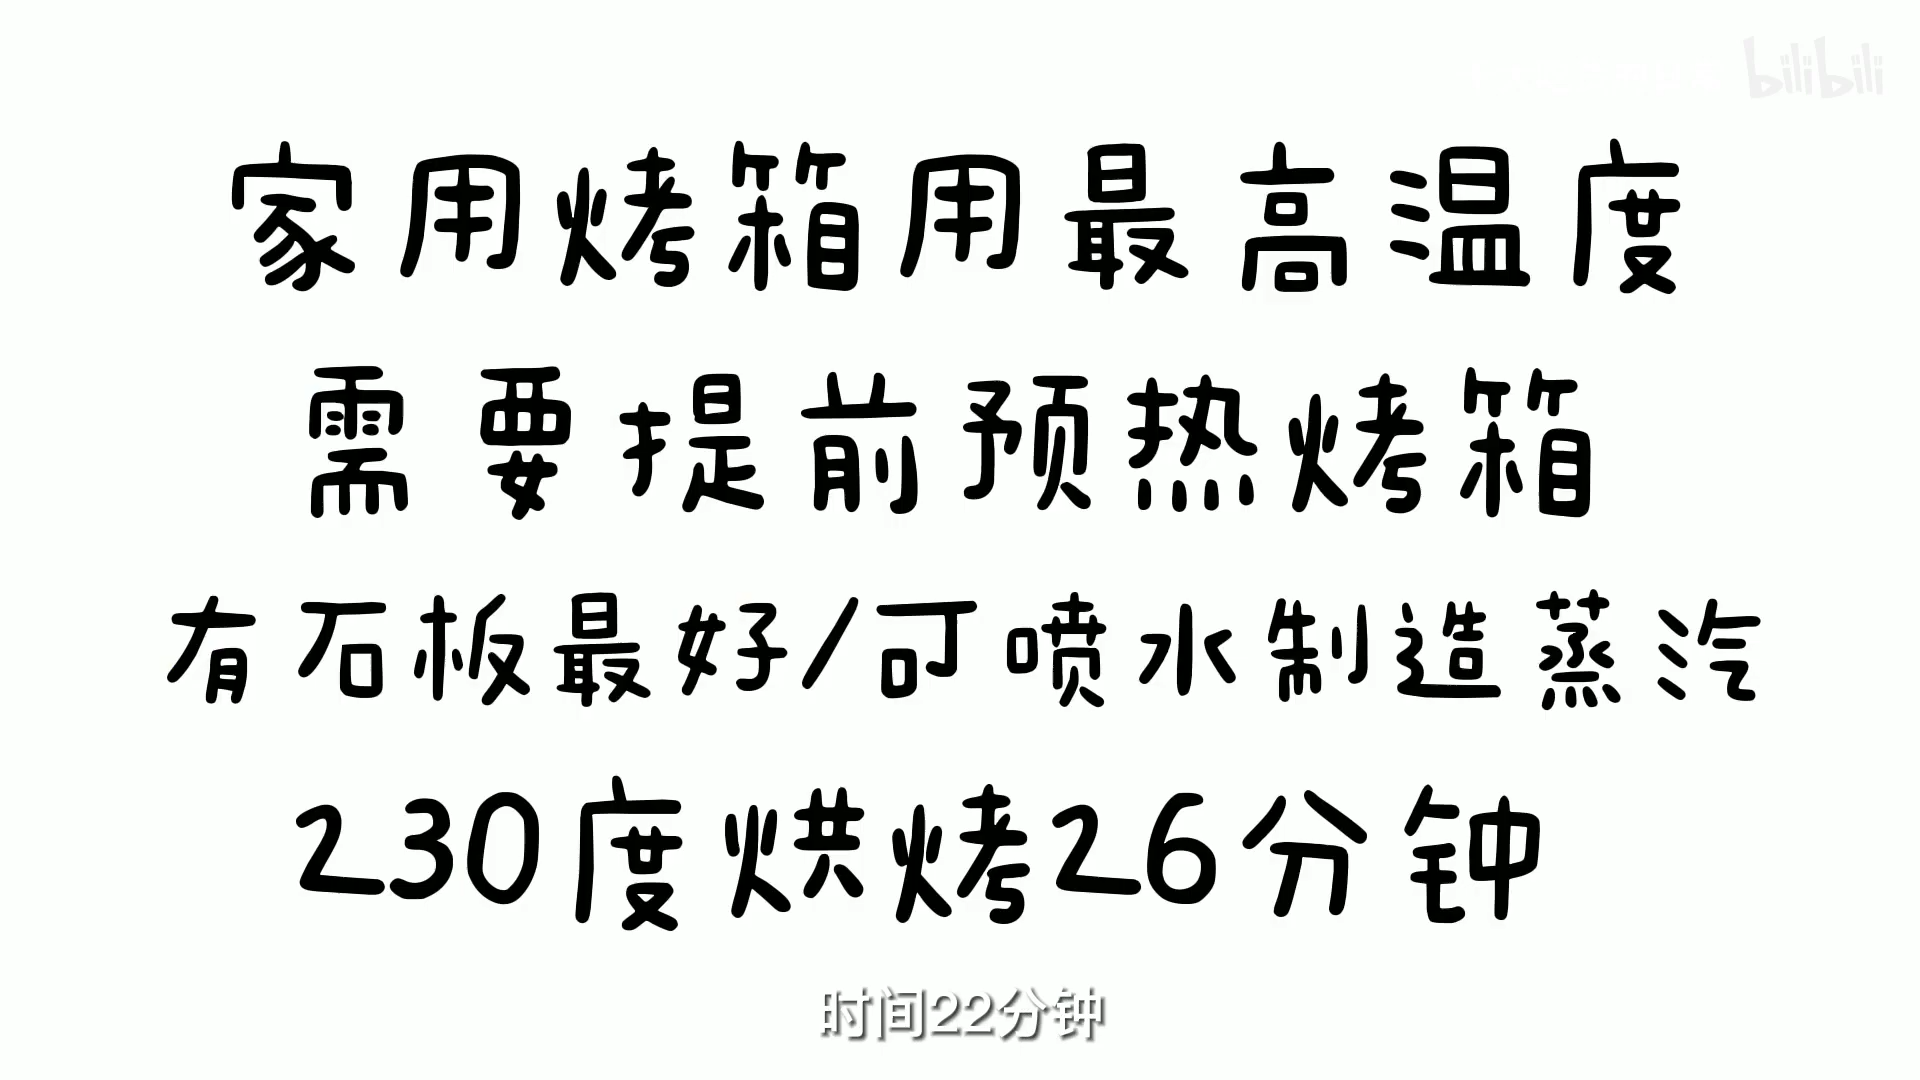 bilibili
家用烤箱用最高温度
需要提前预热烤箱
有石板最好/可喷水制造蒸汽
230度烘烤26分钟
时间22分钟